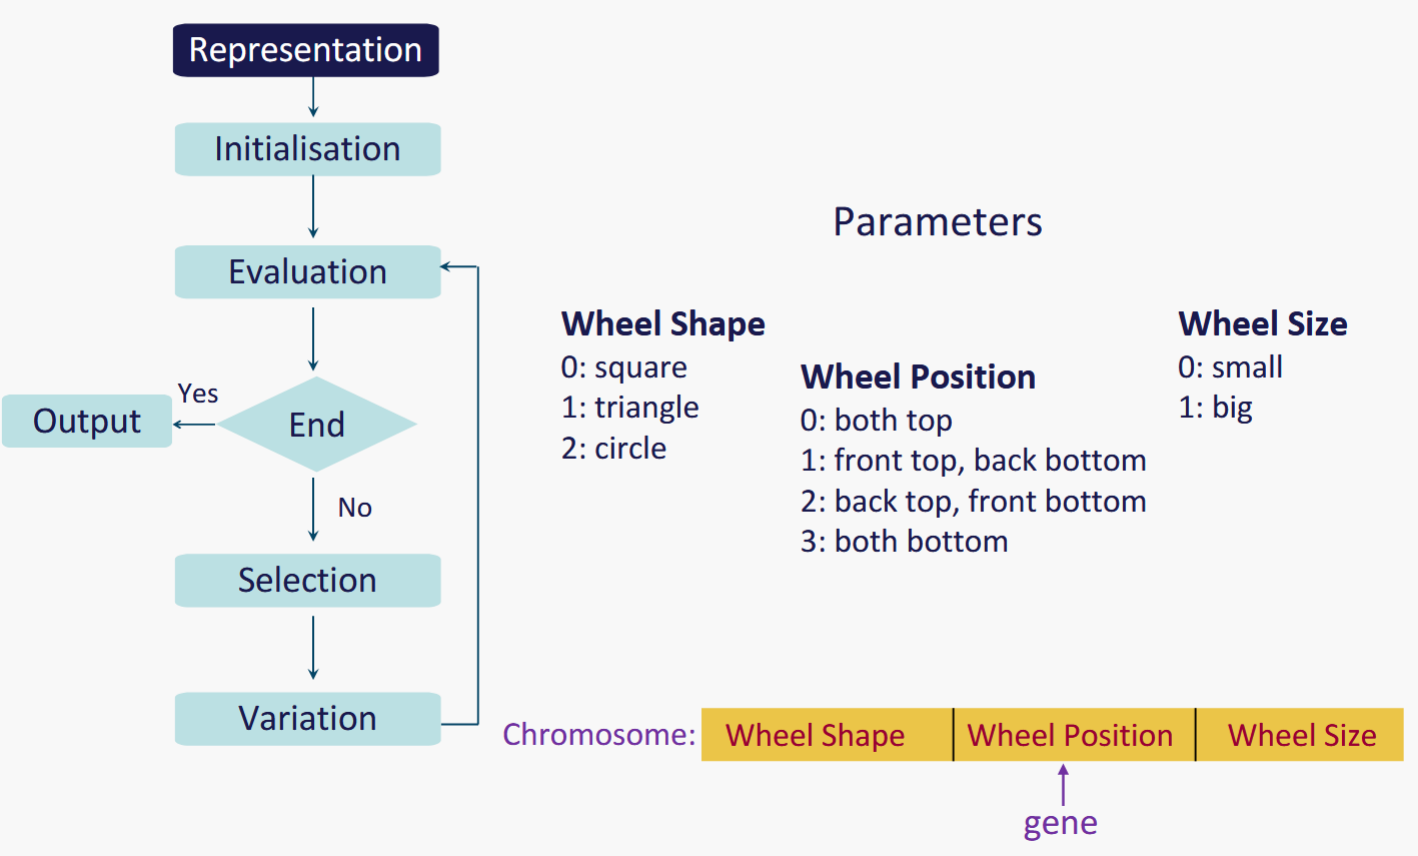 Representation
Initialisation
Evaluation
Yes
Output
End
No
Selection
Variation
Parameters
Wheel Shape
0: square
1: triangle
2: circle
Wheel Position
0: both top
1: front top, back bottom
2: back top, front bottom
3: both bottom
Wheel Size
0: small
1: big
Chromosome: Wheel Shape Wheel Position Wheel Size
gene